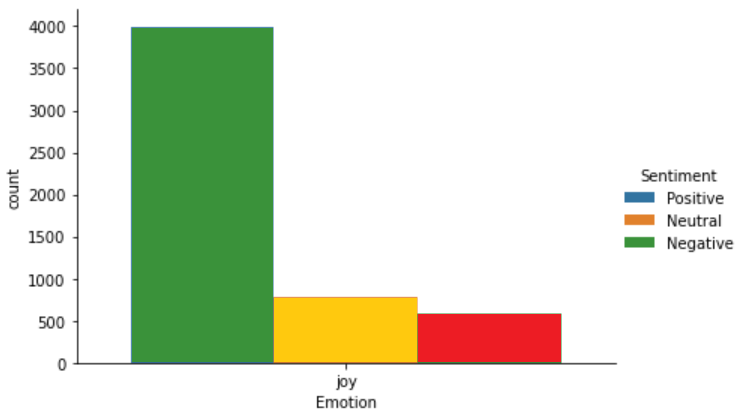 4000
3500
3000
2500
2000
1500
1000
500
0
count
joy
Emotion
Sentiment
Positive
Neutral
Negative